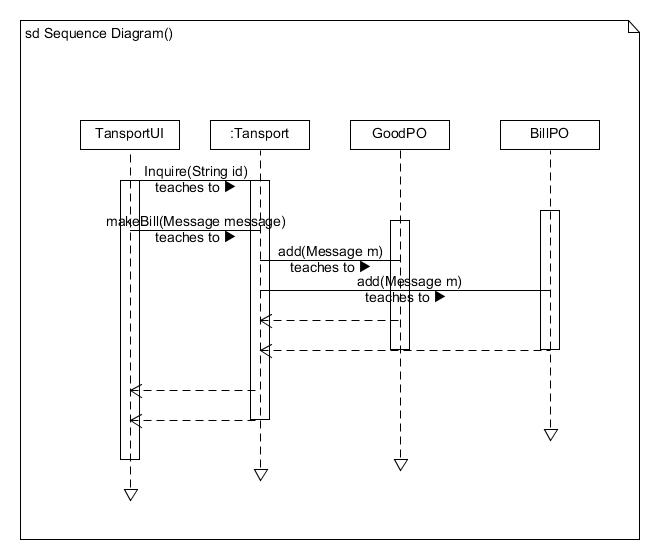 sd Sequence Diagram()
TansportUI
:Tansport
GoodPO
BillPO
Inquire(String id)
teaches to ▶
makeBill(Message message)
teaches to ▶
add(Message m)
teaches to ▶
add(Message m)
teaches to ▶